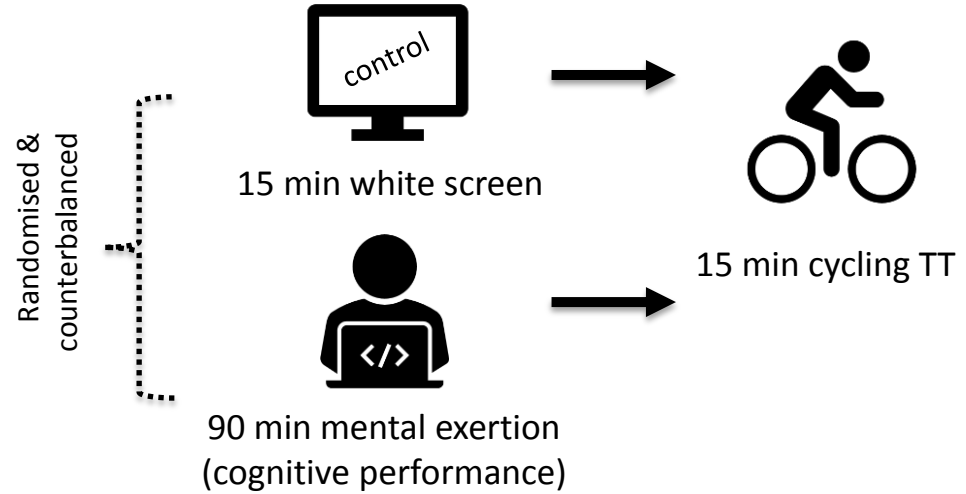 Randomised &
counterbalanced
control
15 min white screen
</>
90 min mental exertion
(cognitive performance)
15 min cycling TT